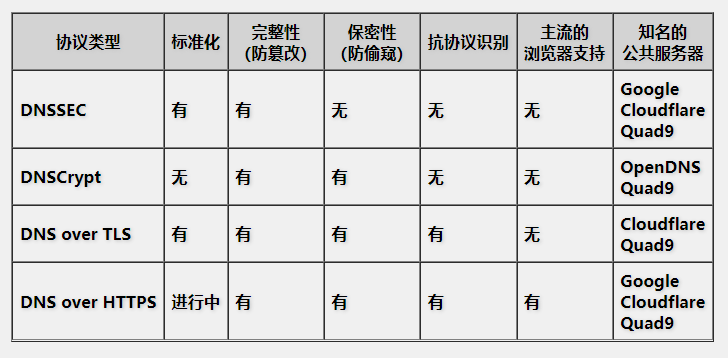 协议类型 标准化 完整性 保密性 抗协议识别 主流的 知名的
(防篡改) (防偷窥) 浏览器支持 公共服务器
DNSSEC 有 有 无 无 无 Google
Cloudflare
Quad9
DNSCrypt 无 有 有 无 无 OpenDNS
Quad9
DNS over TLS 有 有 有 有 无 Cloudflare
Quad9
DNS over HTTPS 进行中 有 有 有 有 Google
Cloudflare
Quad9